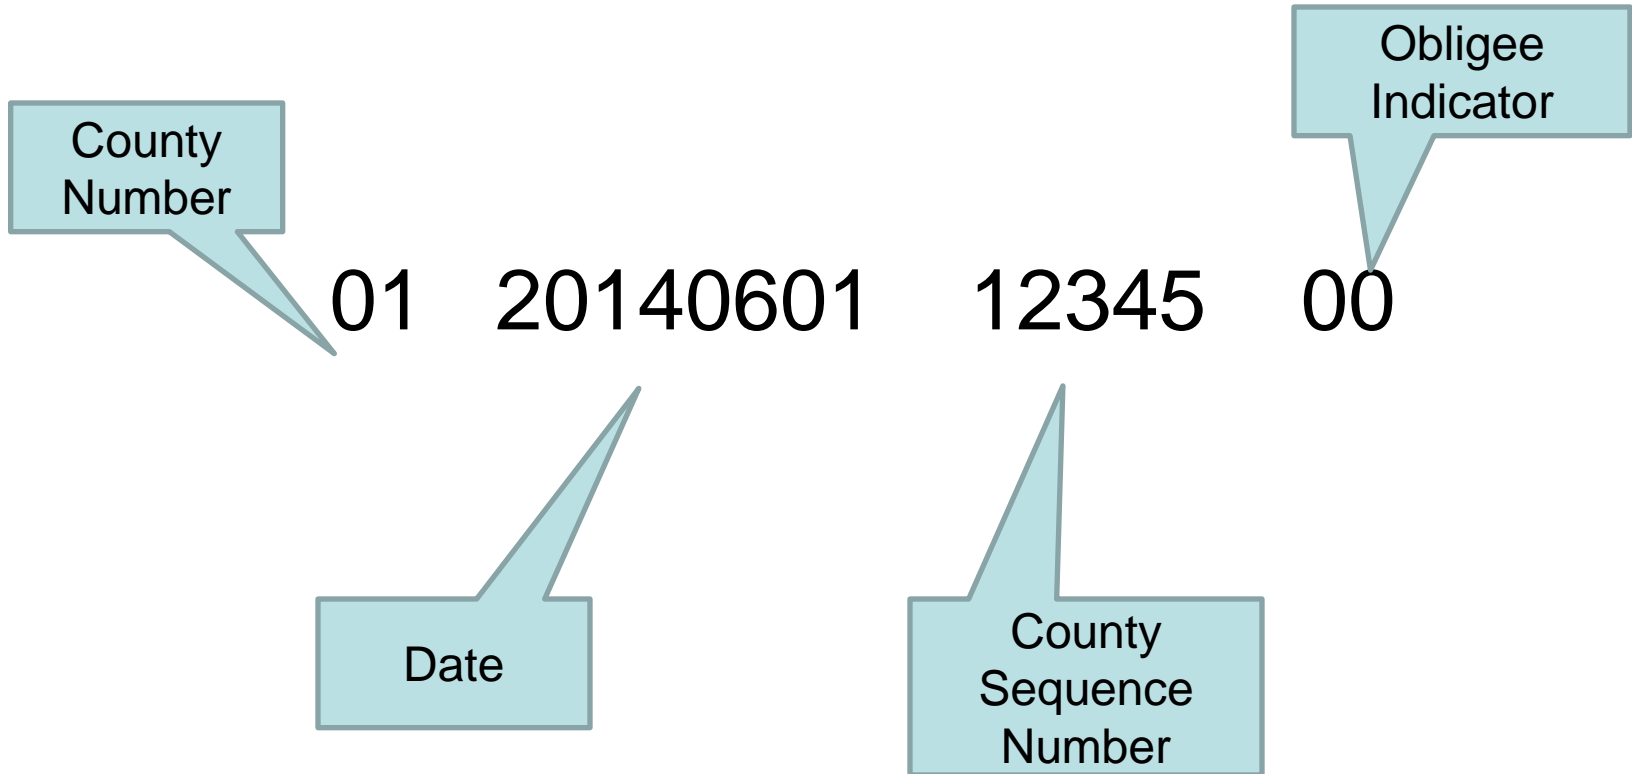 Obligee
Indicator
County
Number
01 20140601 12345 00
Date
County
Sequence
Number